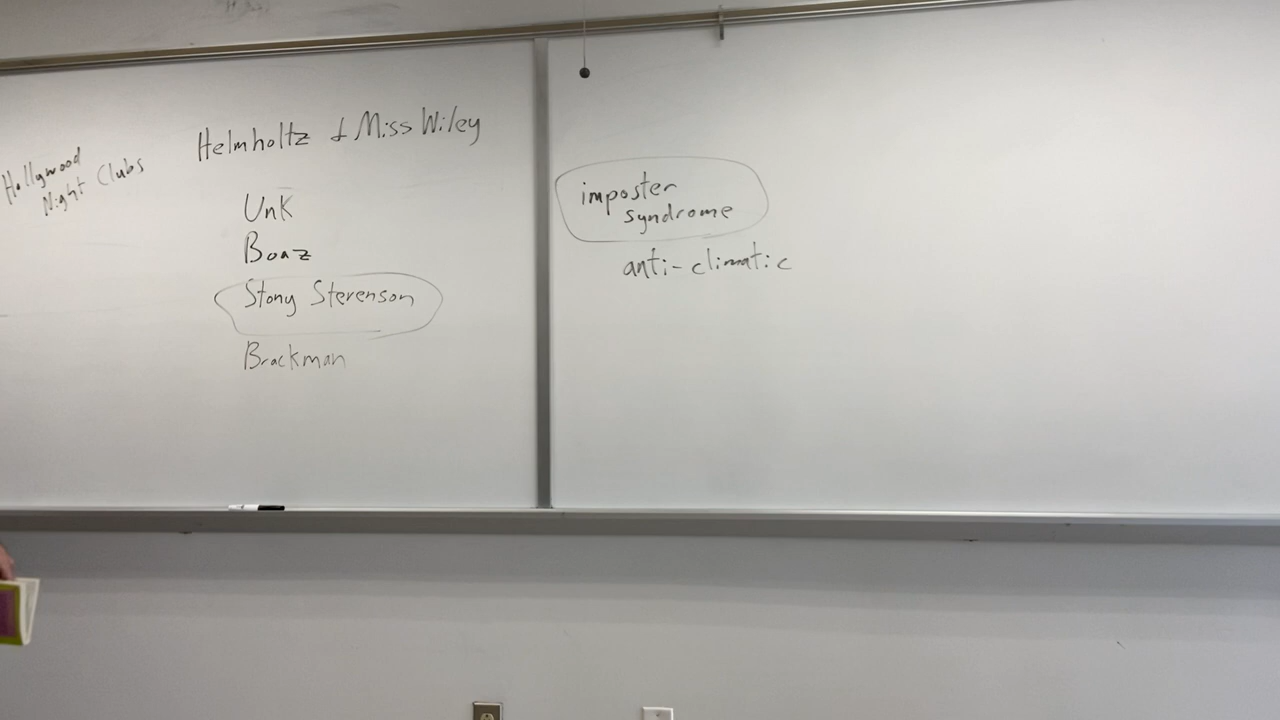 Hollywood
Night Clubs
Helmholtz & Miss Wiley
Unk
Boaz
Stony Stevenson
Brackman
imposter
syndrome
anti-climatic